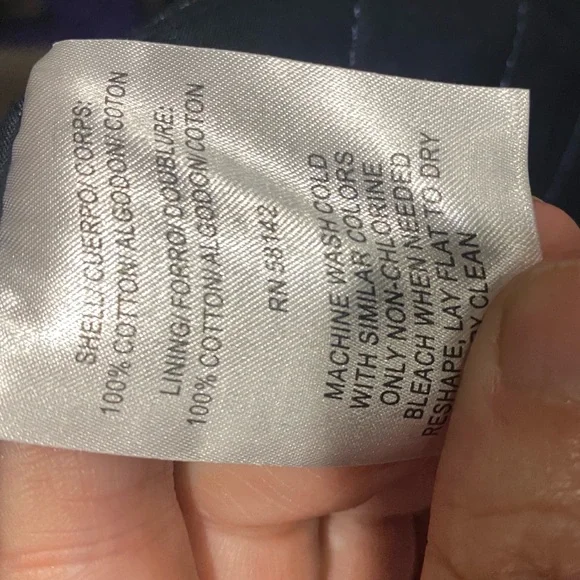 SHELL/CUERPO/CORPS:
100% COTTON/ALGODON/COTON
LINING/FORRO/DOUBLURE:
100% COTTON/ALGODON/COTON
RN 58142
MACHINE WASH COLD
WITH SIMILAR COLORS
ONLY NON-CHLORINE
BLEACH WHEN NEEDED
RESHAPE, LAY FLAT TO DRY
CLEAN